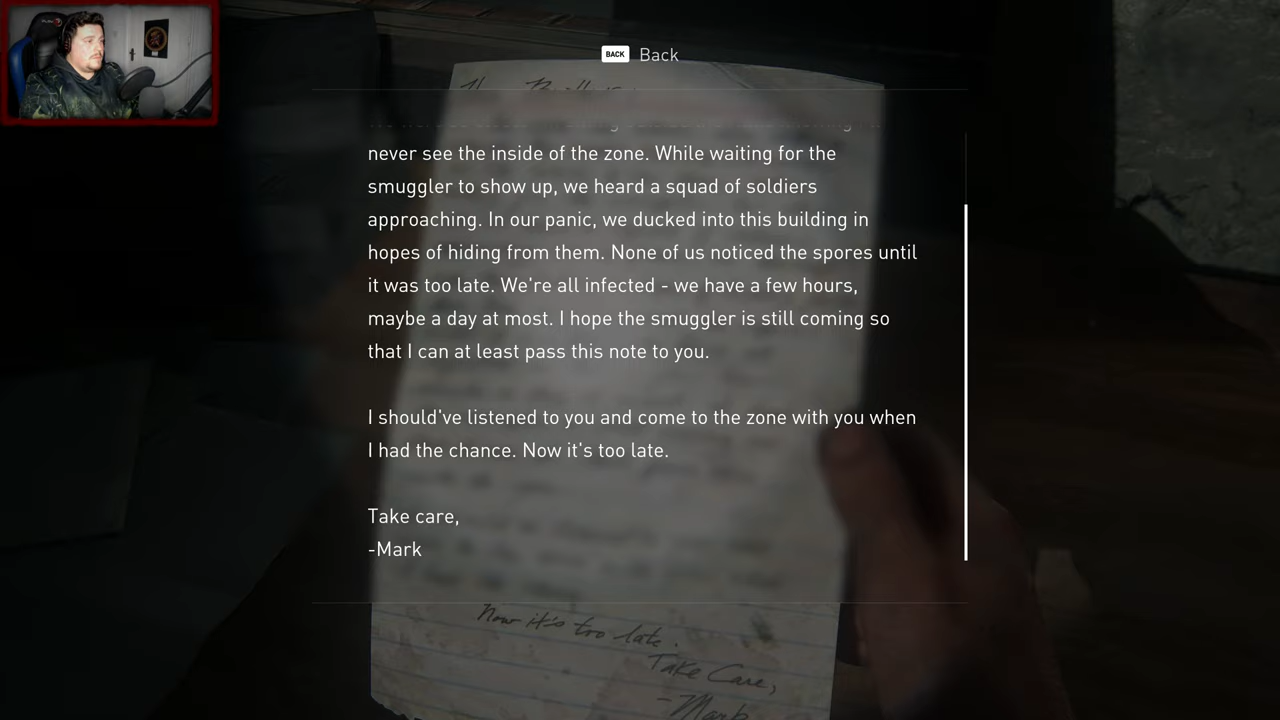 BACK Back
never see the inside of the zone. While waiting for the
smuggler to show up, we heard a squad of soldiers
approaching. In our panic, we ducked into this building in
hopes of hiding from them. None of us noticed the spores until
it was too late. We're all infected - we have a few hours,
maybe a day at most. I hope the smuggler is still coming so
that I can at least pass this note to you.
I should've listened to you and come to the zone with you when
I had the chance. Now it's too late.
Take care,
-Mark
Now it's too late.
Take Care,
-Mark